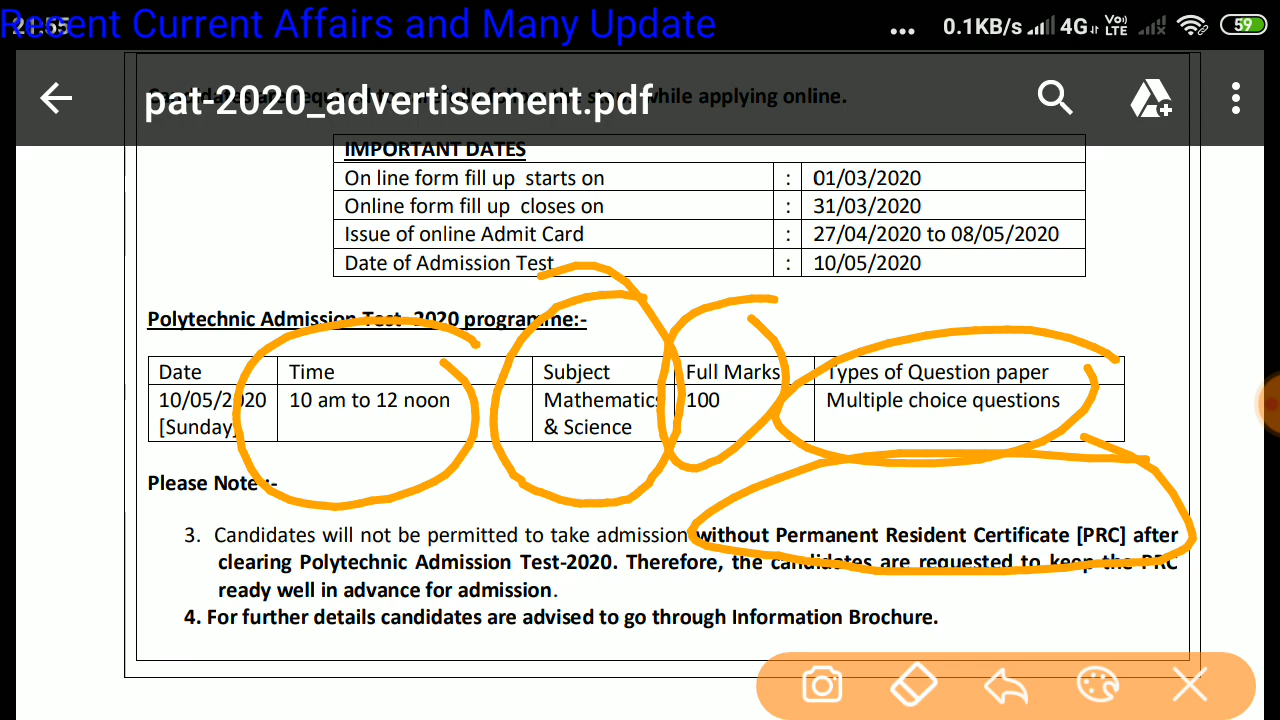 Recent Current Affairs and Many Update
21:55
... 0.1KB/s 4G VoLTE 59
pat-2020_advertisement.pdf
while applying online.
IMPORTANT DATES
On line form fill up starts on : 01/03/2020
Online form fill up closes on : 31/03/2020
Issue of online Admit Card : 27/04/2020 to 08/05/2020
Date of Admission Test : 10/05/2020
Polytechnic Admission Test -2020 programme:-
Date Time Subject Full Marks Types of Question paper
10/05/2020 10 am to 12 noon Mathematics 100 Multiple choice questions
[Sunday] & Science
Please Note :-
3. Candidates will not be permitted to take admission without Permanent Resident Certificate [PRC] after
clearing Polytechnic Admission Test-2020. Therefore, the candidates are requested to keep the PRC
ready well in advance for admission.
4. For further details candidates are advised to go through Information Brochure.